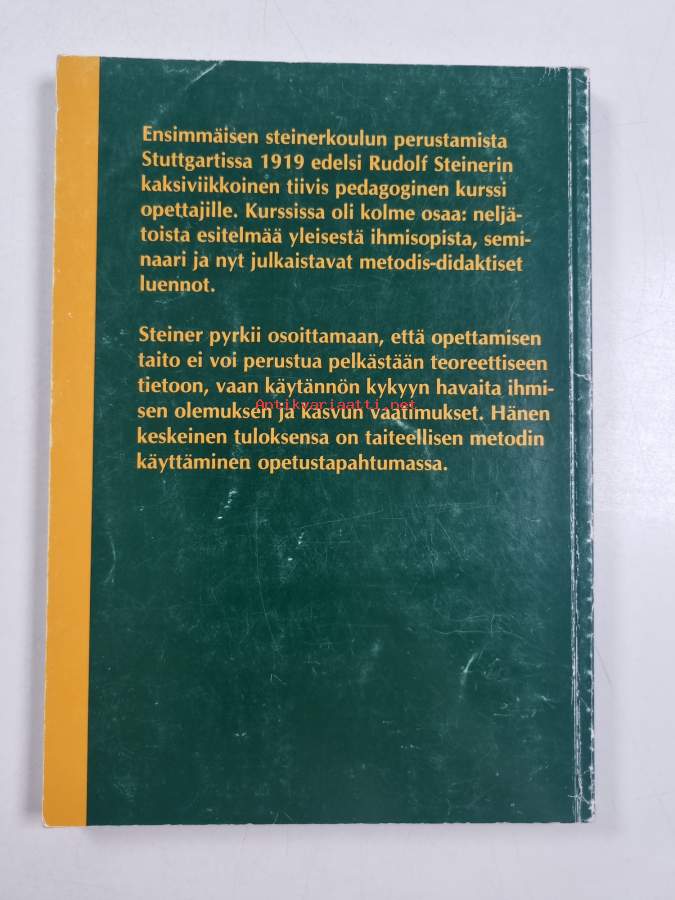 Ensimmäisen steinerkoulun perustamista
Stuttgartissa 1919 edelsi Rudolf Steinerin
kaksiviikkoinen tiivis pedagoginen kurssi
opettajille. Kurssissa oli kolme osaa: neljä-
toista esitelmää yleisestä ihmisopista, semi-
naari ja nyt julkaistavat metodis-didaktiset
luennot.
Steiner pyrkii osoittamaan, että opettamisen
taito ei voi perustua pelkästään teoreettiseen
tietoon, vaan käytännön kykyyn havaita ihmi-
Antikvariaatti.net
sen olemuksen ja kasvun vaatimukset. Hänen
keskeinen tuloksensa on taiteellisen metodin
käyttäminen opetustapahtumassa.